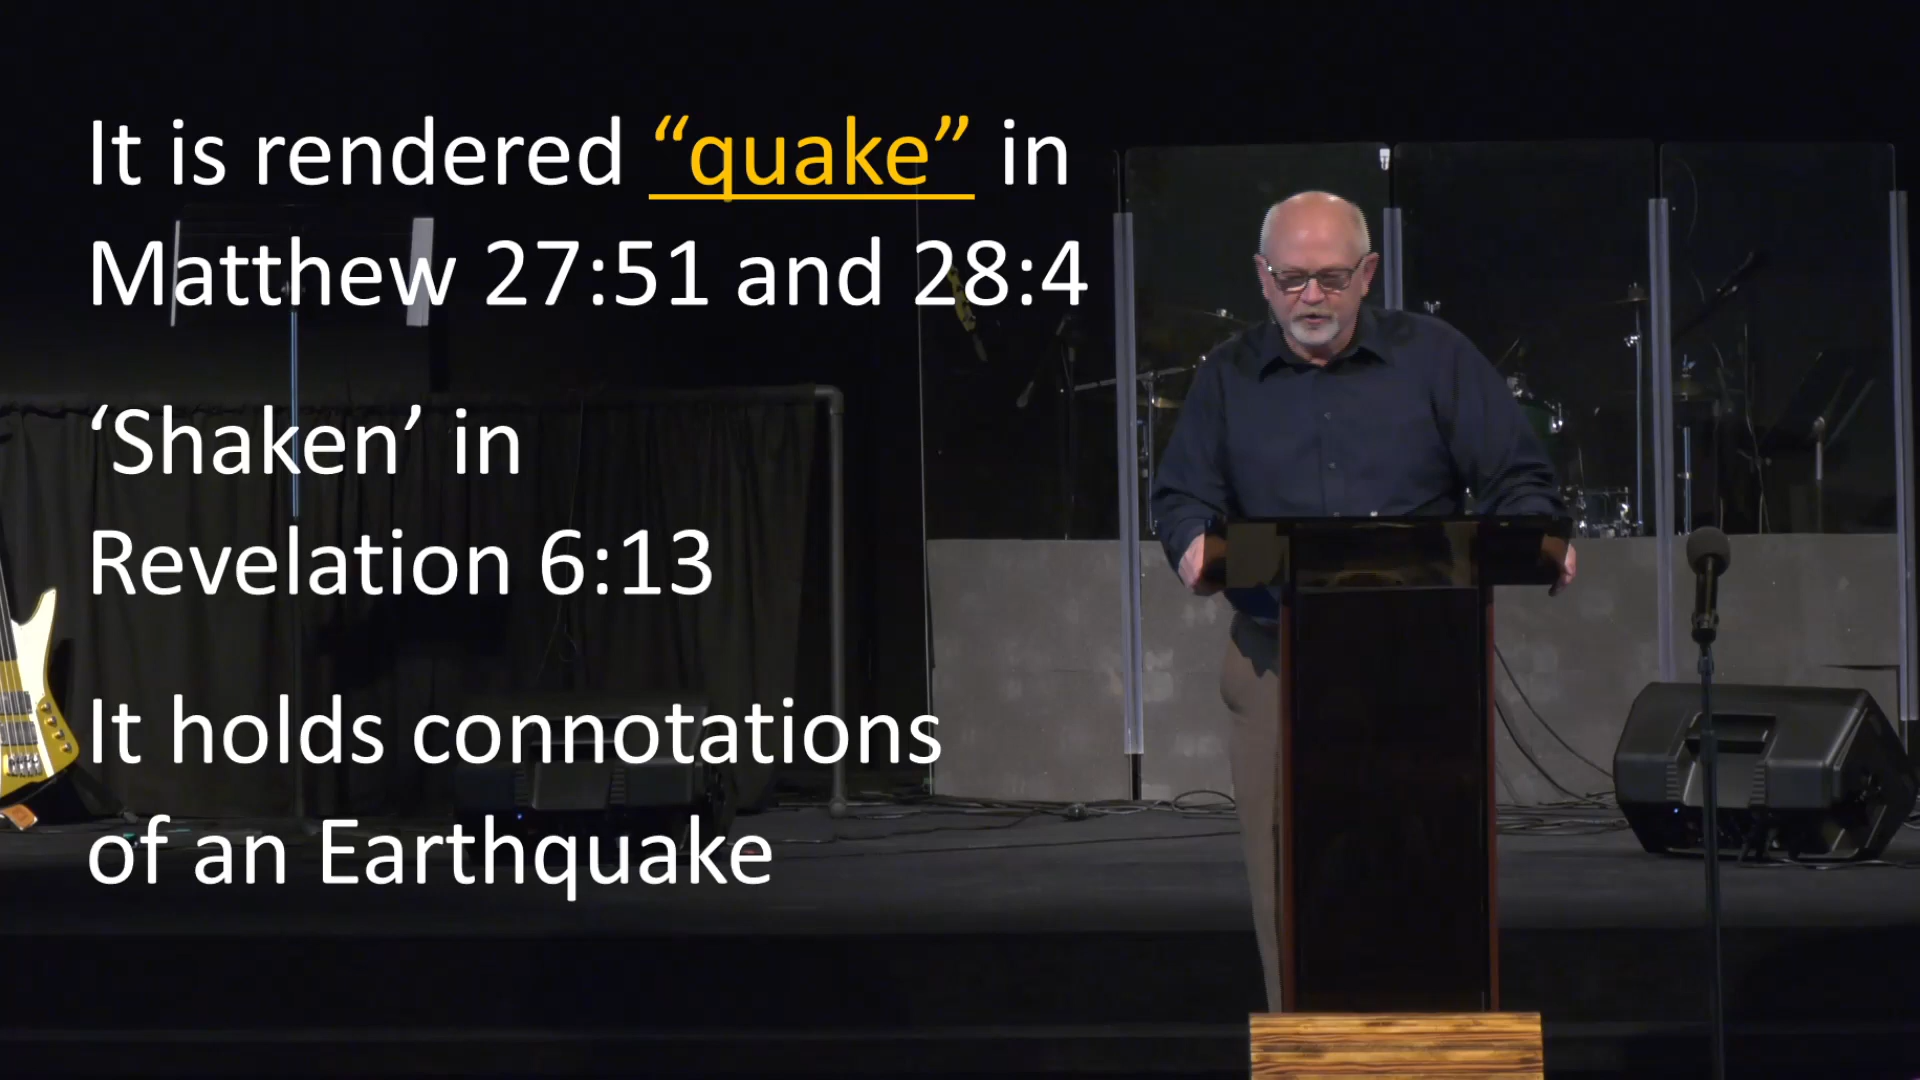 It is rendered “quake” in
Matthew 27:51 and 28:4
‘Shaken’ in
Revelation 6:13
It holds connotations
of an Earthquake